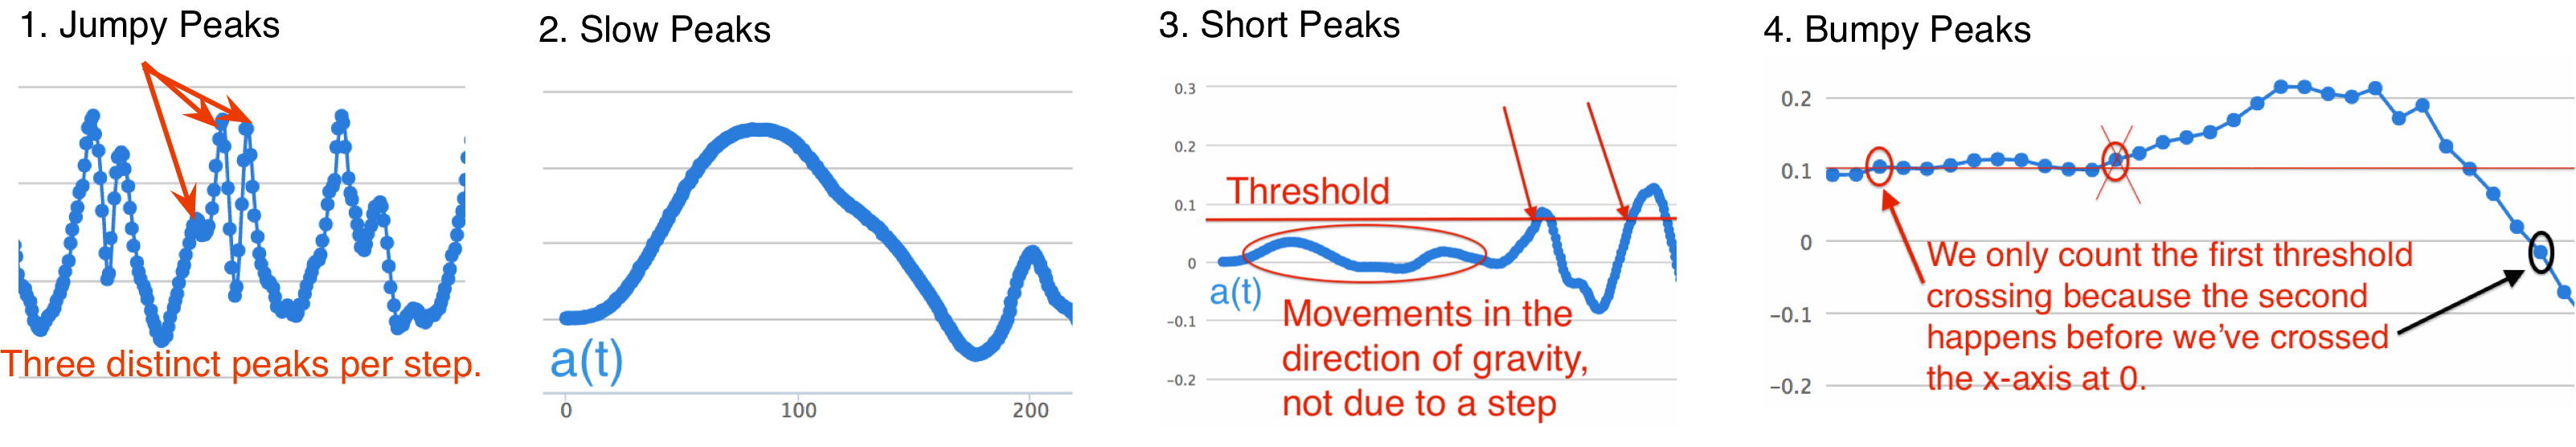 1. Jumpy Peaks
Three distinct peaks per step.
2. Slow Peaks
a(t)
0
100
200
3. Short Peaks
0.3
0.2
Threshold
0.1
0
a(t)
Movements in the
-0.1
direction of gravity,
-0.2
not due to a step
4. Bumpy Peaks
0.2
0.1
0
We only count the first threshold
crossing because the second
-0.1
happens before we've crossed
the x-axis at 0.
-0.2